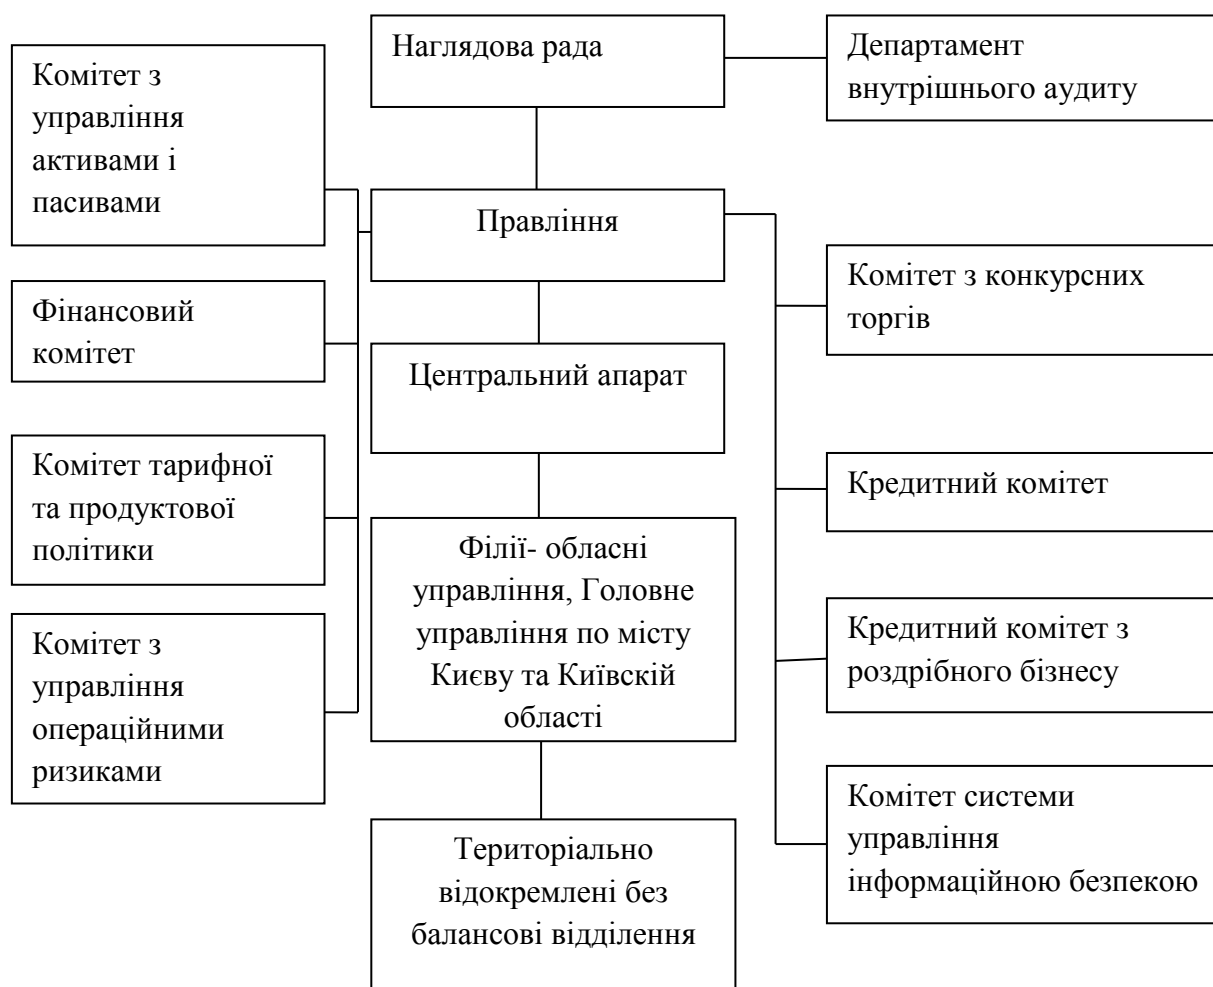 Наглядова рада
Департамент
внутрішнього аудиту
Комітет з
управління
активами і
пасивами
Правління
Комітет з конкурсних
торгів
Фінансовий
комітет
Центральний апарат
Комітет тарифної
та продуктової
політики
Кредитний комітет
Філії- обласні
управління, Головне
управління по місту
Києву та Київскій
області
Комітет з
управління
операційними
ризиками
Кредитний комітет з
роздрібного бізнесу
Комітет системи
управління
інформаційною безпекою
Територіально
відокремлені без
балансові відділення